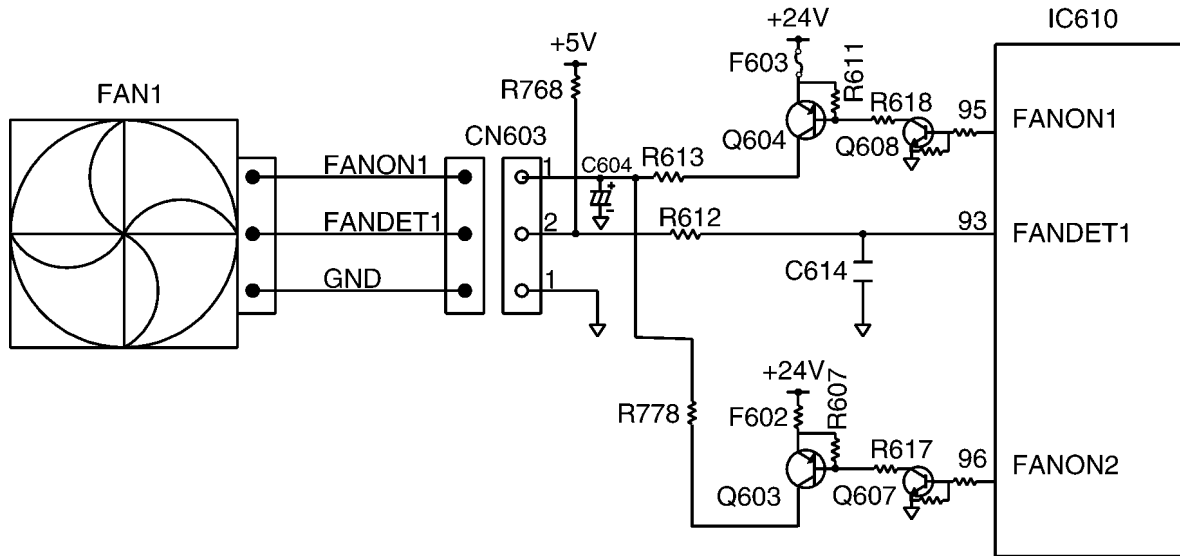 +24V
IC610
+5V
F603
R611
FAN1
R768
R618
95
FANON1
CN603
Q604
Q608
FANON1
1
C604
+
-
R613
FANDET1
2
R612
93
FANDET1
GND
1
C614
+24V
R607
R778
F602
R617
96
FANON2
Q603
Q607